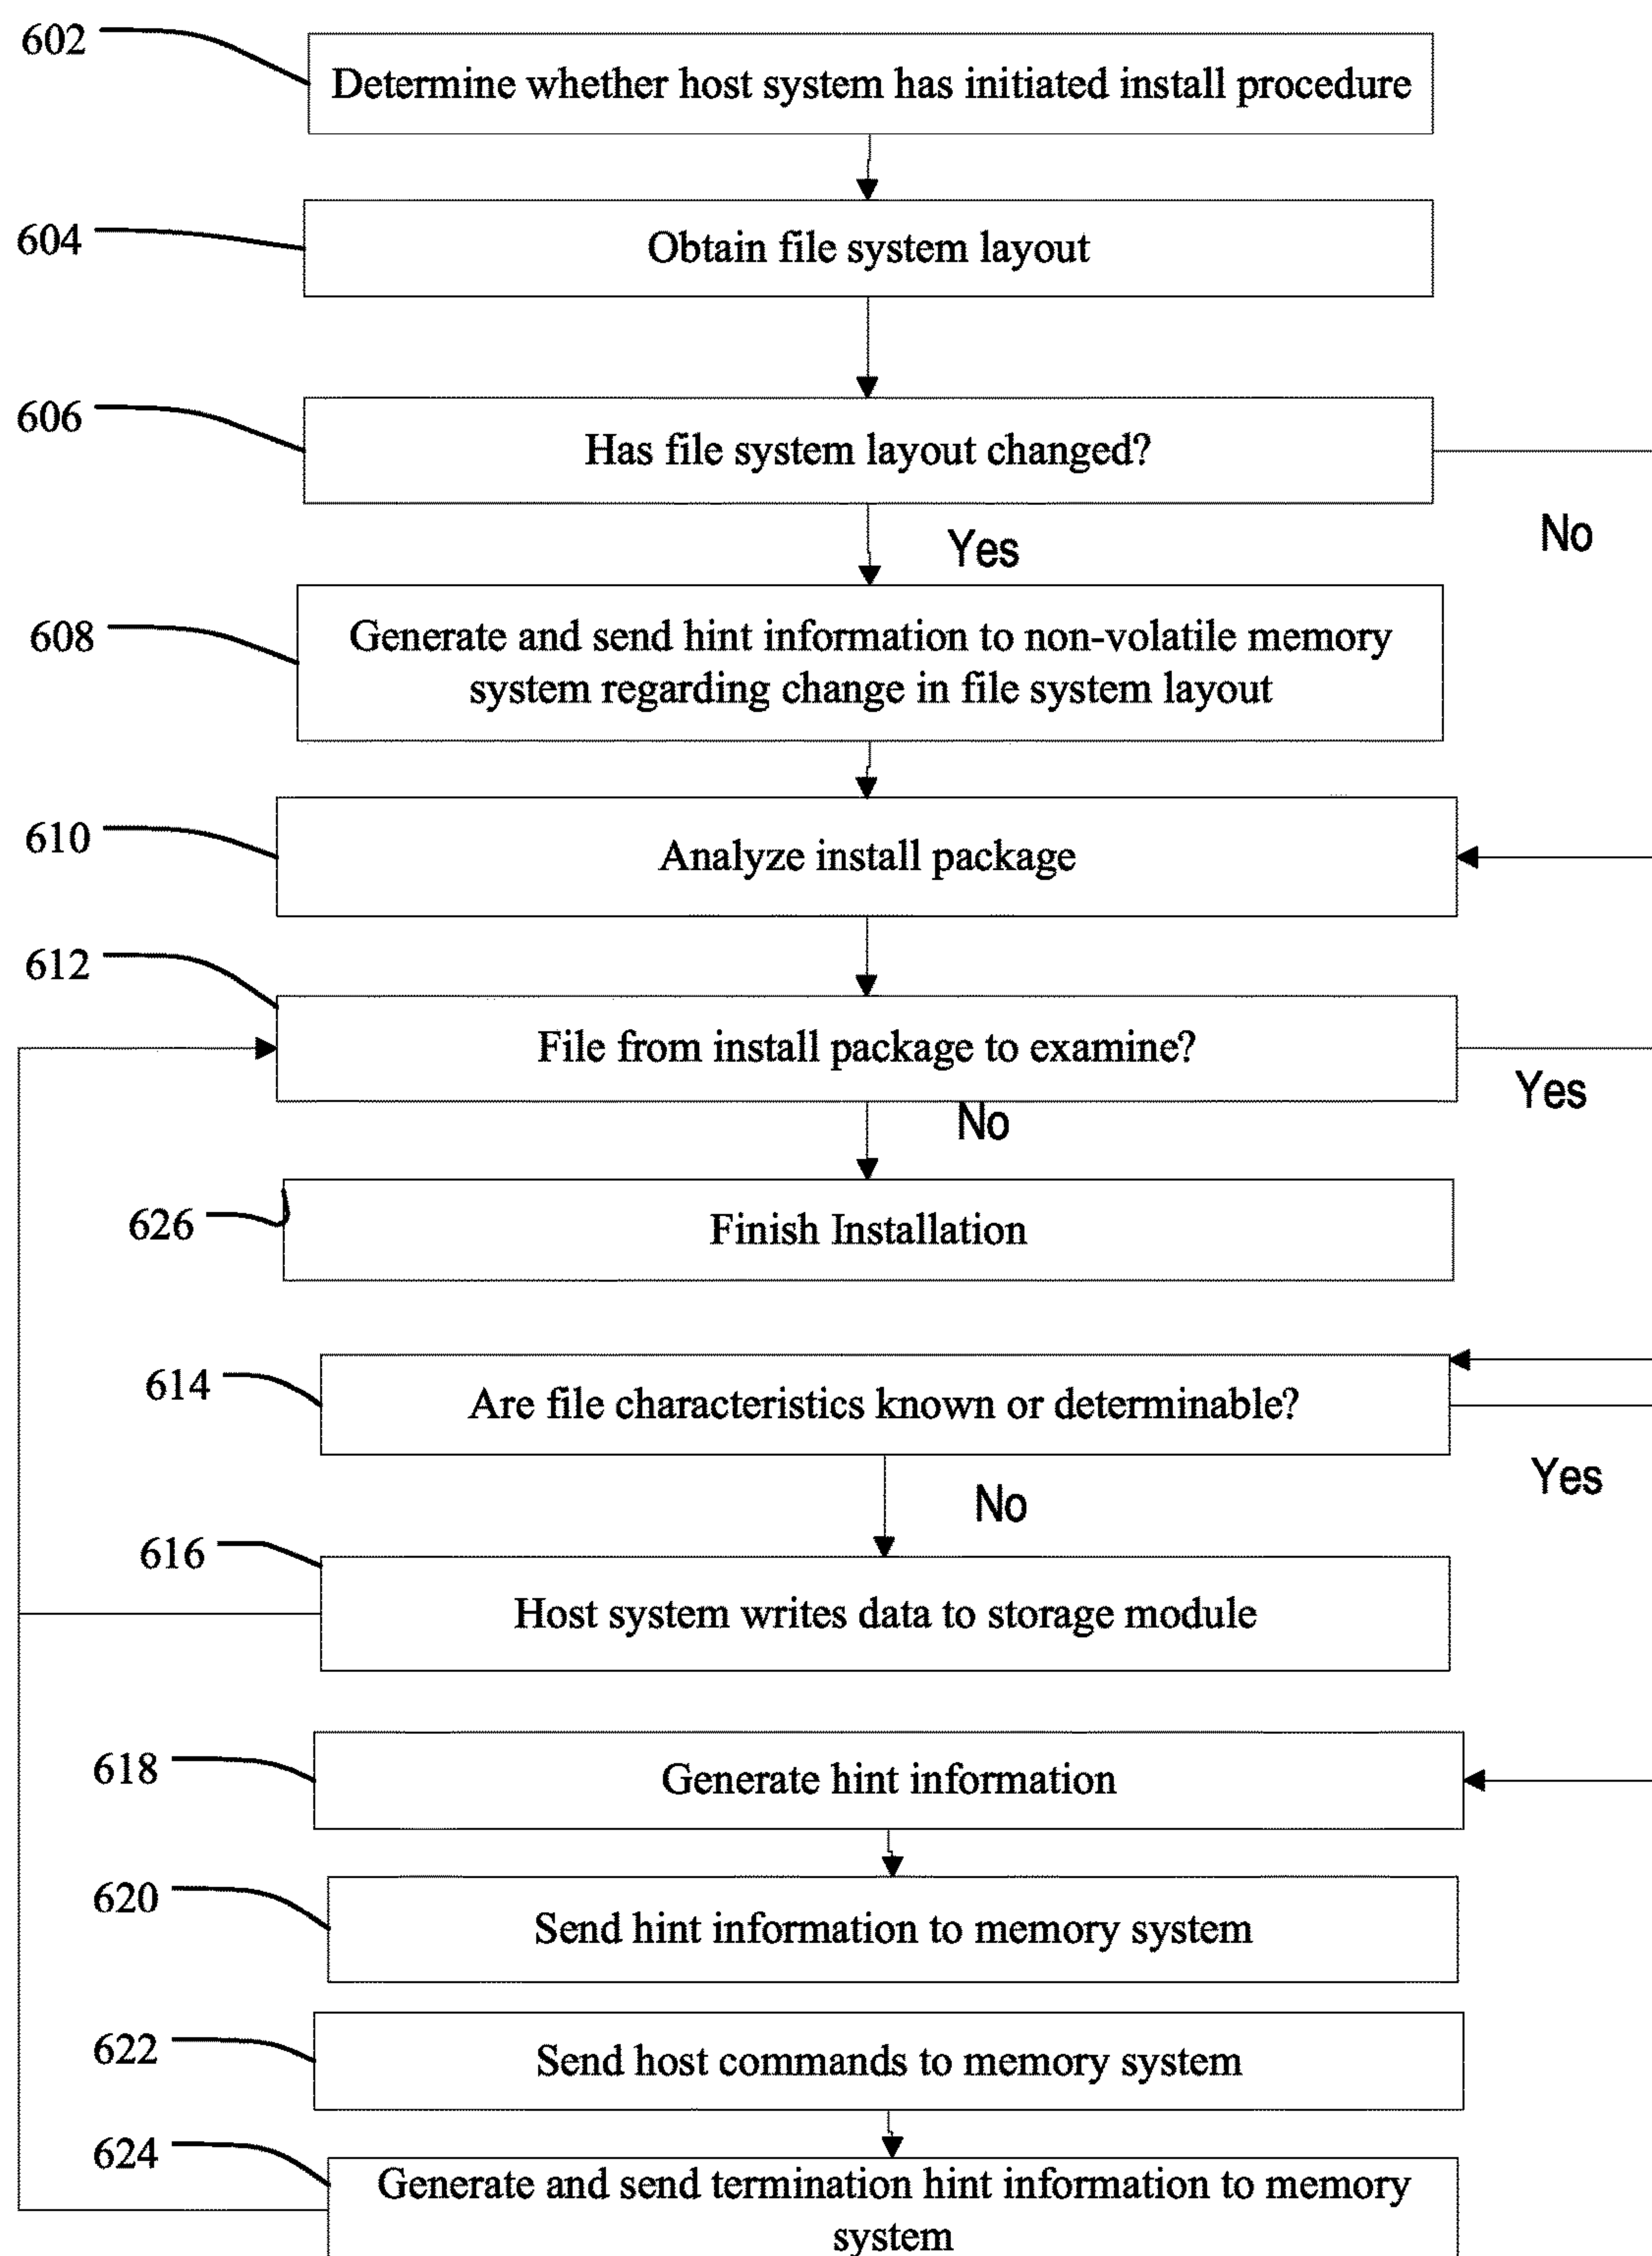 602
Determine whether host system has initiated install procedure
604
Obtain file system layout
606
Has file system layout changed?
No
Yes
608
Generate and send hint information to non-volatile memory
system regarding change in file system layout
610
Analyze install package
612
File from install package to examine?
Yes
No
626
Finish Installation
614
Are file characteristics known or determinable?
Yes
No
616
Host system writes data to storage module
618
Generate hint information
620
Send hint information to memory system
622
Send host commands to memory system
624
Generate and send termination hint information to memory
system